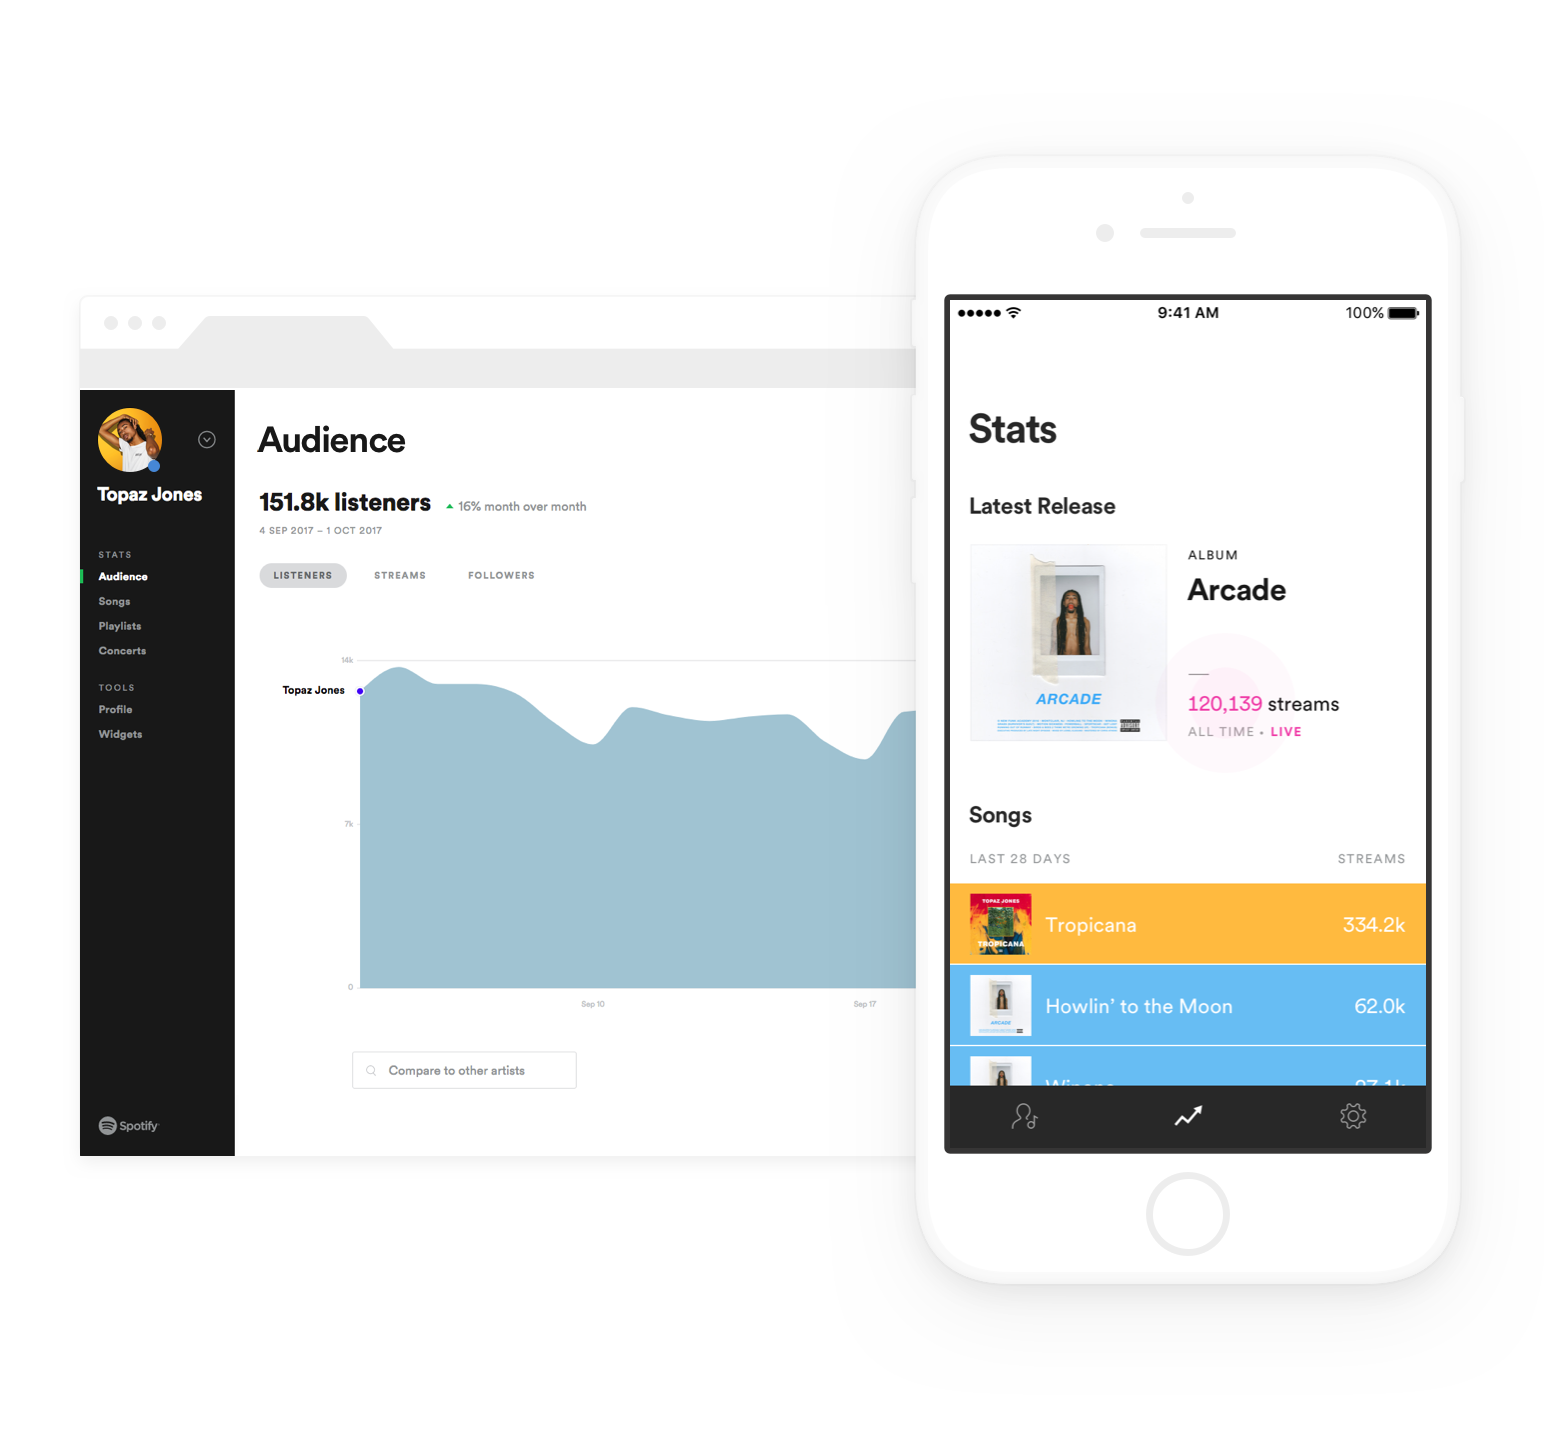 Topaz Jones
STATS
Audience
Songs
Playlists
Concerts
TOOLS
Profile
Widgets
Spotify
Audience
151.8k listeners
16% month over month
4 SEP 2017 – 1 OCT 2017
LISTENERS STREAMS FOLLOWERS
14k
Topaz Jones
7k
0
Sep 10 Sep 17
Compare to other artists
9:41 AM 100%
Stats
Latest Release
ARCADE
ALBUM
Arcade
120,139 streams
ALL TIME • LIVE
Songs
LAST 28 DAYS STREAMS
TOPAZ JONES
TROPICANA
Tropicana 334.2k
ARCADE
Howlin’ to the Moon 62.0k